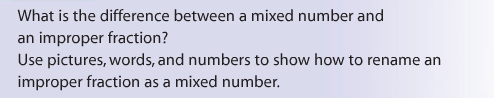 What is the difference between a mixed number and
an improper fraction?
Use pictures, words, and numbers to show how to rename an
improper fraction as a mixed number.